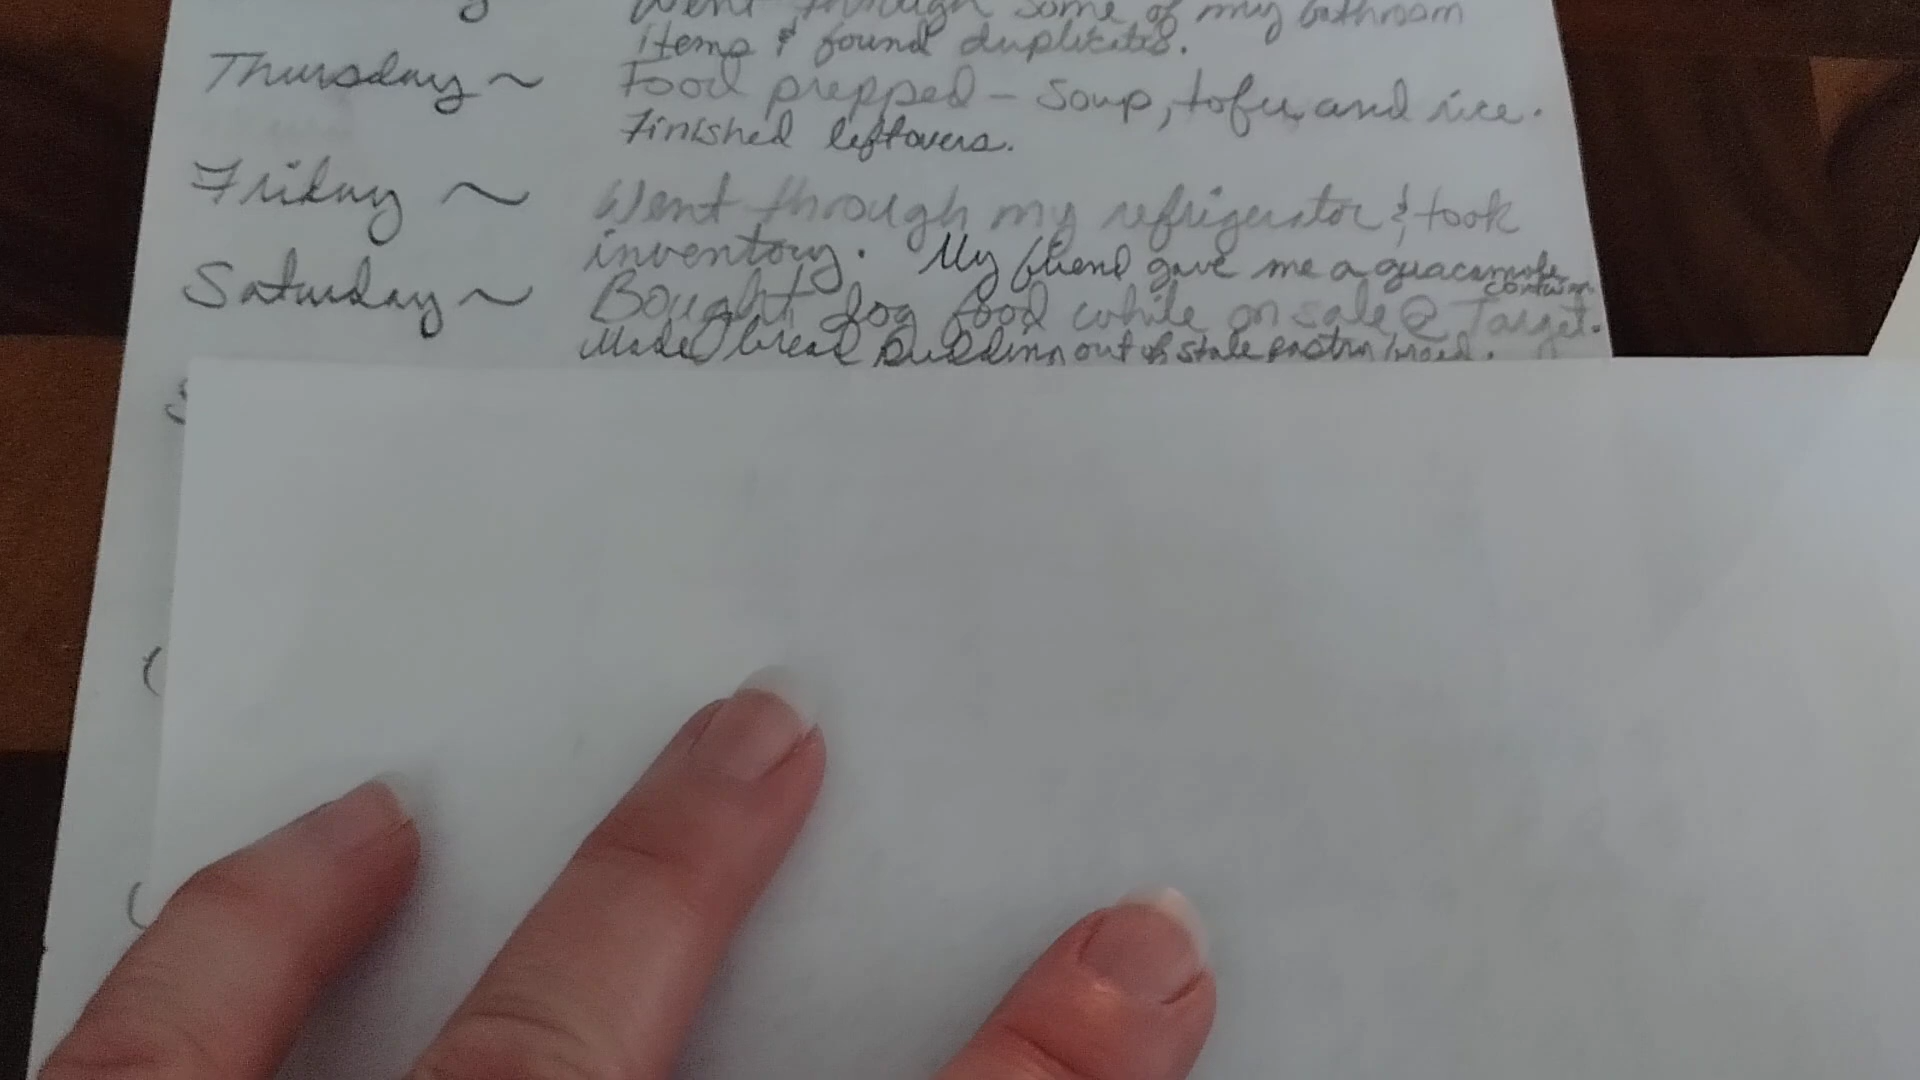 Went through some of my bathroom
Items & found duplicates.
Thursday ~ Food prepped - Soup, tofu and rice.
Finished leftovers.
Friday ~ Went through my refrigerator & took
inventory. My friend gave me a guacamole
container.
Saturday ~ Bought dog food while on sale @ Target.
Made bread pudding out of stale pastry/bread.